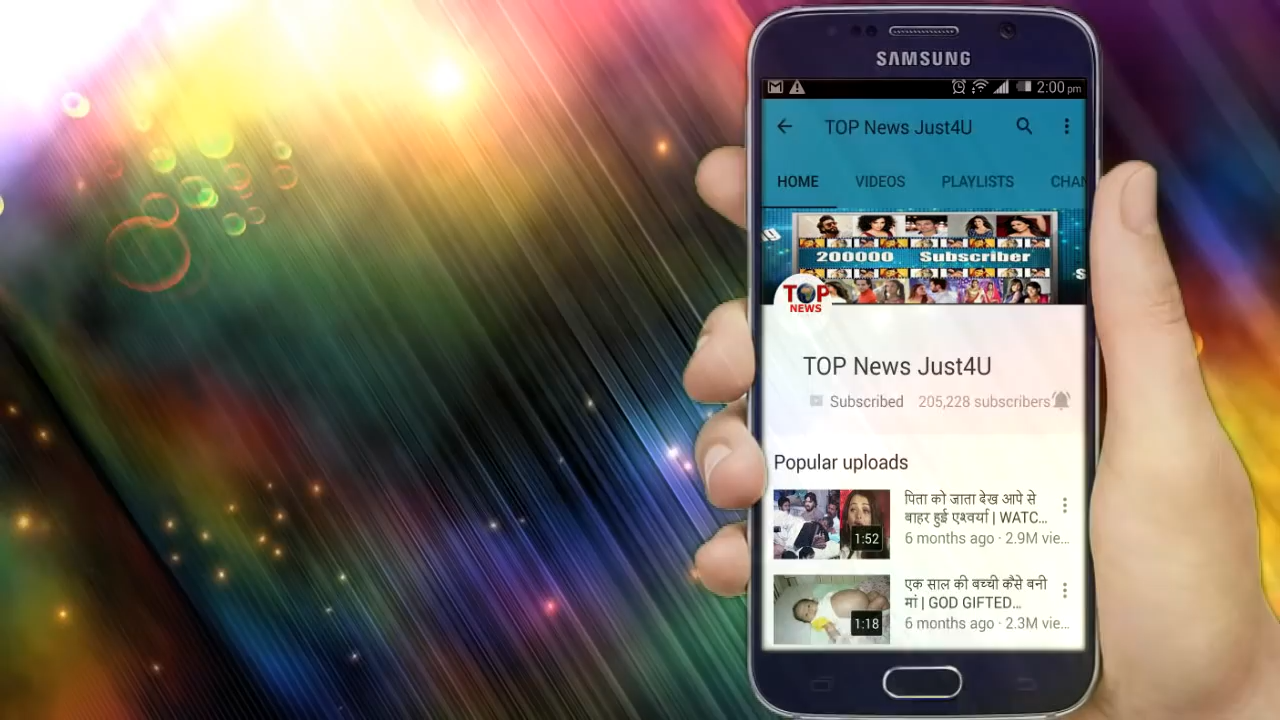 SAMSUNG
2:00 pm
TOP News Just4U
HOME VIDEOS PLAYLISTS CHAN
200000 Subscriber
TOP
NEWS
TOP News Just4U
Subscribed 205,228 subscribers
Popular uploads
पिता को जाता देख आपे से
बाहर हुई एश्वर्या | WATC...
6 months ago · 2.9M vie...
1:52
एक साल की बच्ची कैसे बनी
मां | GOD GIFTED...
6 months ago · 2.3M vie...
1:18